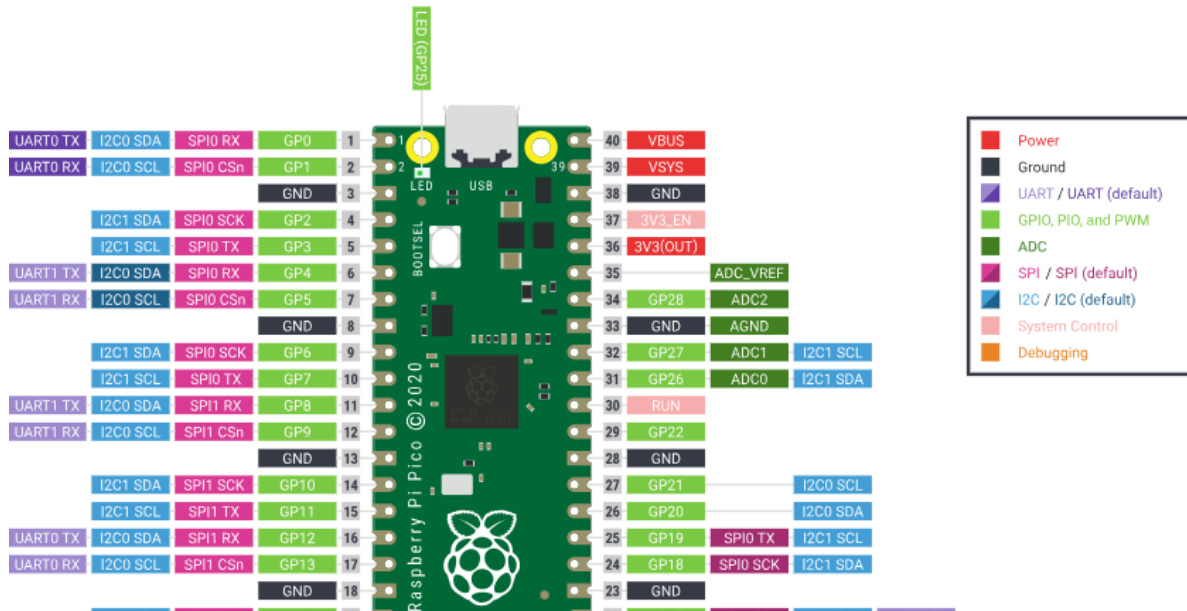 LED (GP25)
UART0 TX I2C0 SDA SPI0 RX GP0 1 1 40 VBUS
UART0 RX I2C0 SCL SPI0 CSn GP1 2 2 39 39 VSYS
LED USB
GND 3 38 GND
I2C1 SDA SPI0 SCK GP2 4 37 3V3_EN
I2C1 SCL SPI0 TX GP3 5 36 3V3(OUT)
BOOTSEL
UART1 TX I2C0 SDA SPI0 RX GP4 6 35 ADC_VREF
UART1 RX I2C0 SCL SPI0 CSn GP5 7 34 GP28 ADC2
GND 8 33 GND AGND
I2C1 SDA SPI0 SCK GP6 9 32 GP27 ADC1 I2C1 SCL
I2C1 SCL SPI0 TX GP7 10 31 GP26 ADC0 I2C1 SDA
UART1 TX I2C0 SDA SPI1 RX GP8 11 30 RUN
UART1 RX I2C0 SCL SPI1 CSn GP9 12 29 GP22
GND 13 28 GND
I2C1 SDA SPI1 SCK GP10 14 27 GP21 I2C0 SCL
I2C1 SCL SPI1 TX GP11 15 26 GP20 I2C0 SDA
UART0 TX I2C0 SDA SPI1 RX GP12 16 25 GP19 SPI0 TX I2C1 SCL
UART0 RX I2C0 SCL SPI1 CSn GP13 17 24 GP18 SPI0 SCK I2C1 SDA
GND 18 23 GND
Raspberry Pi Pico © 2020
Power
Ground
UART / UART (default)
GPIO, PIO, and PWM
ADC
SPI / SPI (default)
I2C / I2C (default)
System Control
Debugging